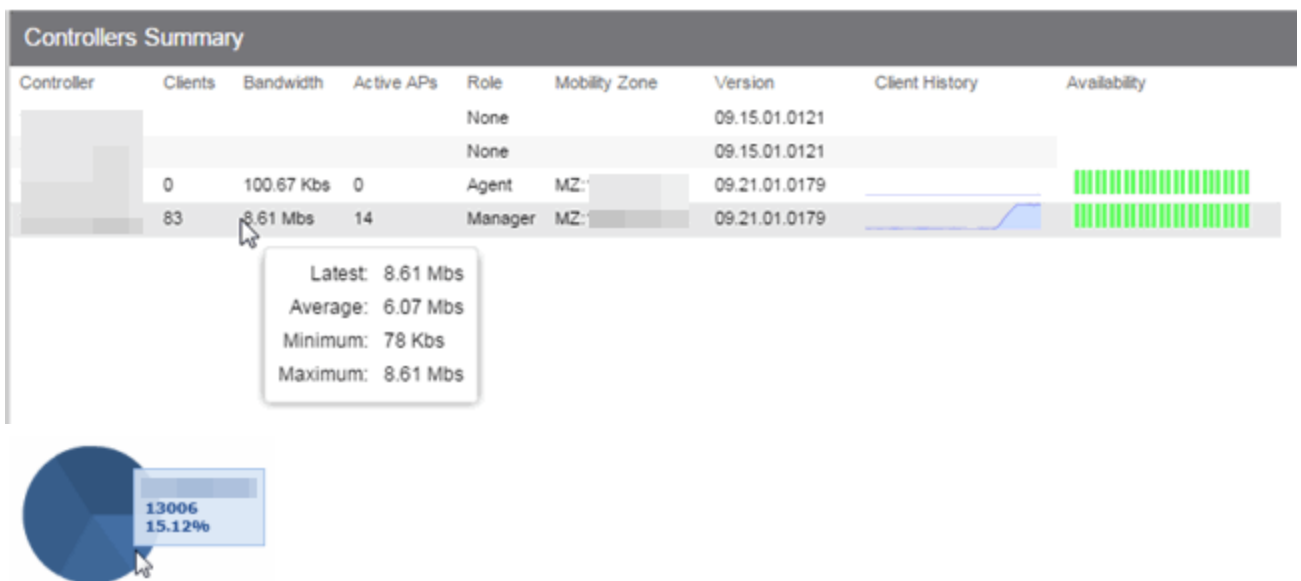 Controllers Summary
Controller Clients Bandwidth Active APs Role Mobility Zone Version Client History Availability
None 09.15.01.0121
None 09.15.01.0121
0 100.67 Kbs 0 Agent MZ: 09.21.01.0179
83 8.61 Mbs 14 Manager MZ: 09.21.01.0179
Latest: 8.61 Mbs
Average: 6.07 Mbs
Minimum: 78 Kbs
Maximum: 8.61 Mbs
13006
15.12%